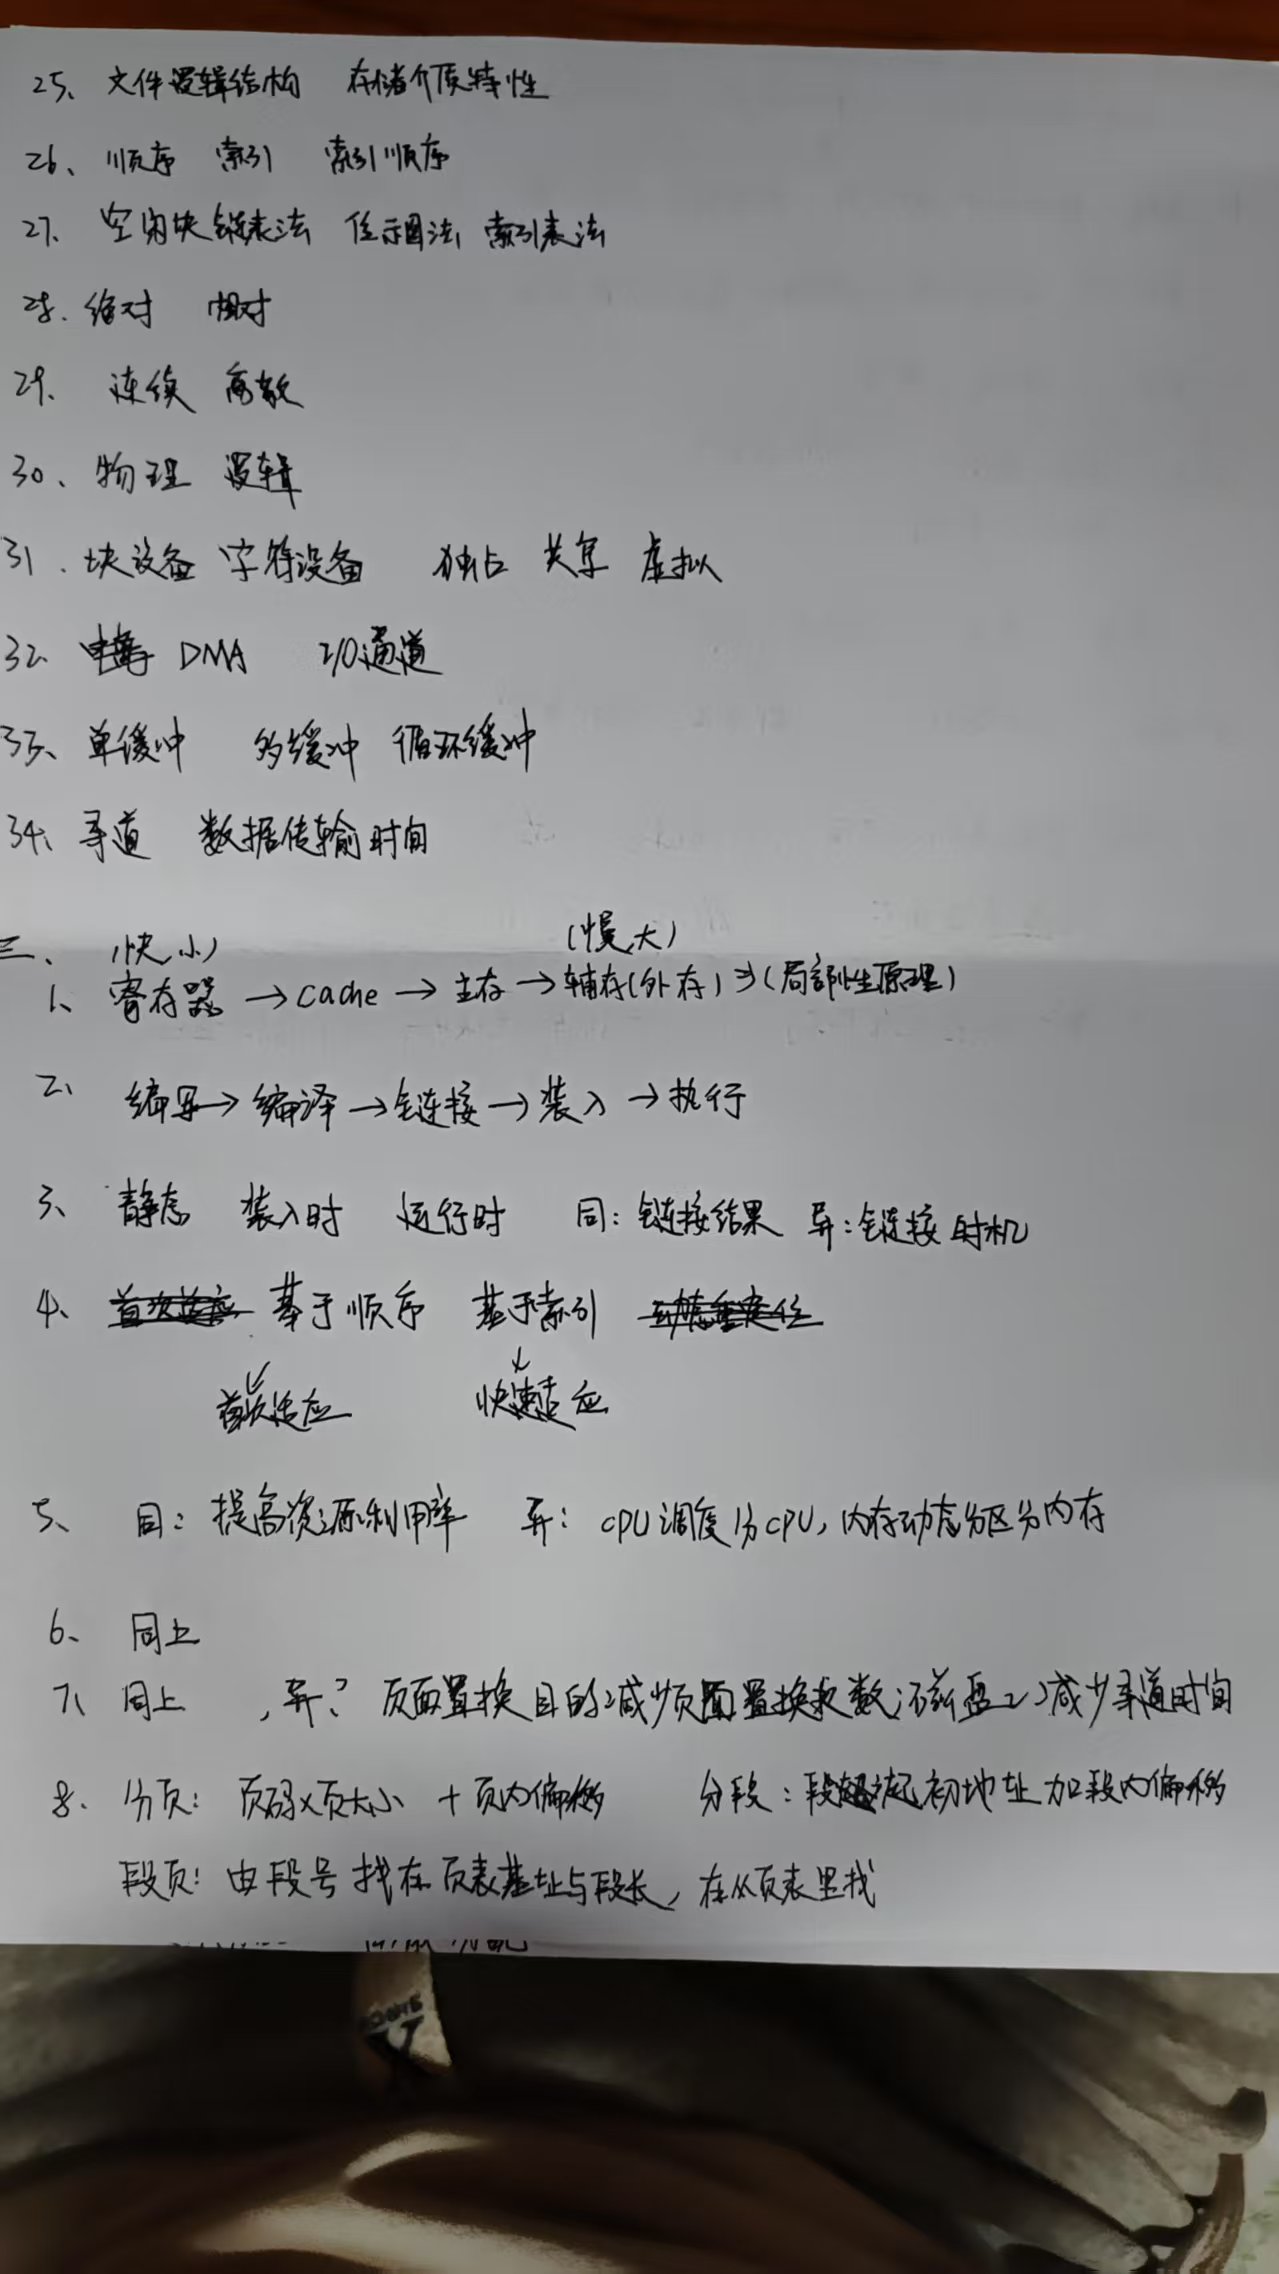 25、文件逻辑结构 存储介质特性
26、顺序 索引 索引顺序
27、空闲块链表法 位示图法 索引表法
28.绝对 相对
29、连续 离散
30、物理 逻辑
31.块设备 字符设备 独占 共享 虚拟
32、DMA I/O通道
33、单缓冲 多缓冲 循环缓冲
34、寻道 数据传输时间
三、(快,小) (慢,大)
1、寄存器→cache→主存→辅存(外存)⇒(局部性原理)
2、编写→编译→链接→装入→执行
3、静态 装入时 运行时 同:链接结果 异:链接时机
4、首次适应 基于顺序 基于索引 动态重定位
首次适应 快速适应
5、同:提高资源利用率 异:CPU调度分CPU,内存动态分区分内存
6、同上
7、同上,异:页面置换目的减少页面置换次数;磁盘减少寻道时间
8、分页:页码×页大小+页内偏移 分段:段起初地址加段内偏移
段页:由段号找在页表基址与段长,在从页表里找